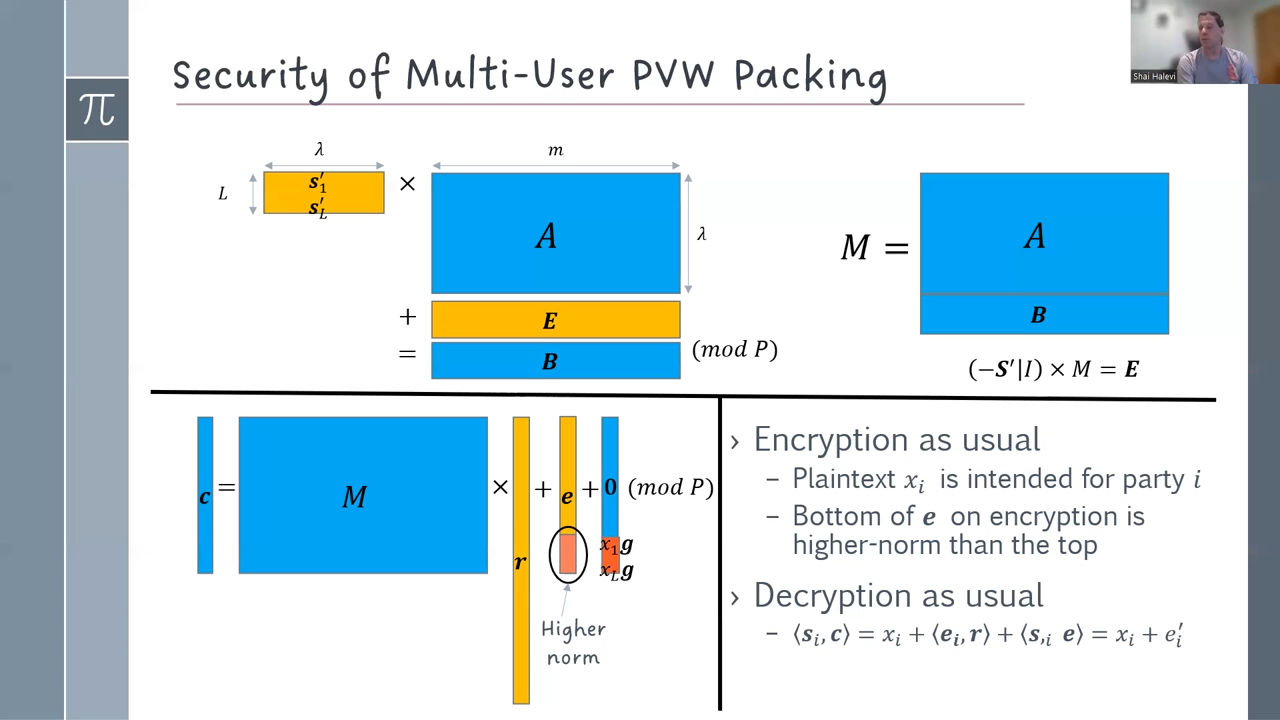 Security of Multi-User PVW Packing
Shai Halevi
π
λ
m
L
s′₁
s′_L
×
A
λ
+
E
=
B
(mod P)
M =
A
B
(−S′|I) × M = E
c
=
M
×
r
+
e
+
0
(mod P)
x₁g
x_Lg
Higher
norm
› Encryption as usual
– Plaintext xᵢ is intended for party i
– Bottom of e on encryption is
higher-norm than the top
› Decryption as usual
– ⟨sᵢ, c⟩ = xᵢ + ⟨eᵢ, r⟩ + ⟨s,ᵢ e⟩ = xᵢ + e′ᵢ